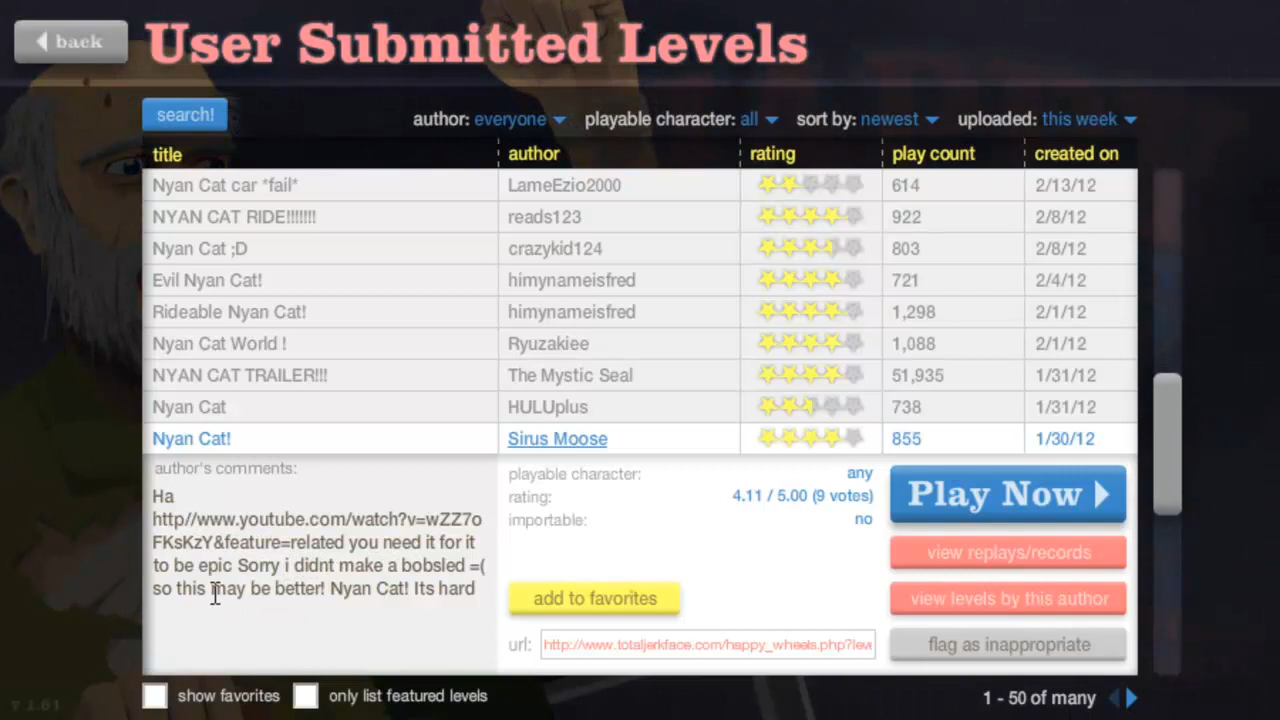 back
User Submitted Levels
search!
author: everyone playable character: all sort by: newest uploaded: this week
title author rating play count created on
Nyan Cat car *fail* LameEzio2000 614 2/13/12
NYAN CAT RIDE!!!!!!! reads123 922 2/8/12
Nyan Cat ;D crazykid124 803 2/8/12
Evil Nyan Cat! himynameisfred 721 2/4/12
Rideable Nyan Cat! himynameisfred 1,298 2/1/12
Nyan Cat World ! Ryuzakiee 1,088 2/1/12
NYAN CAT TRAILER!!! The Mystic Seal 51,935 1/31/12
Nyan Cat HULUplus 738 1/31/12
Nyan Cat! Sirus Moose 855 1/30/12
author's comments:
Ha
http//www.youtube.com/watch?v=wZZ7o
FKsKzY&feature=related you need it for it
to be epic Sorry i didnt make a bobsled =(
so this may be better! Nyan Cat! Its hard
playable character: any
rating: 4.11 / 5.00 (9 votes)
importable: no
add to favorites
url: http://www.totaljerkface.com/happy_wheels.php?lev
Play Now
view replays/records
view levels by this author
flag as inappropriate
show favorites only list featured levels
1 - 50 of many
v 1.61